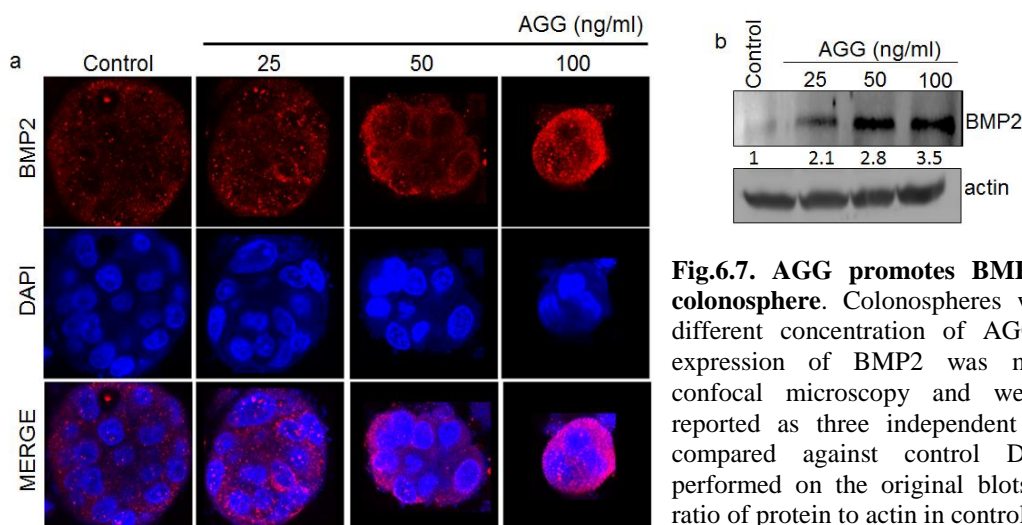 AGG (ng/ml)
a Control 25 50 100
BMP2
DAPI
MERGE
b Control AGG (ng/ml)
25 50 100
BMP2
1 2.1 2.8 3.5
actin
Fig.6.7. AGG promotes
colonosphere. Colonospheres
different concentration of
expression of BMP2 was
confocal microscopy and
reported as three independent
compared against control
performed on the original blots
ratio of protein to actin in control